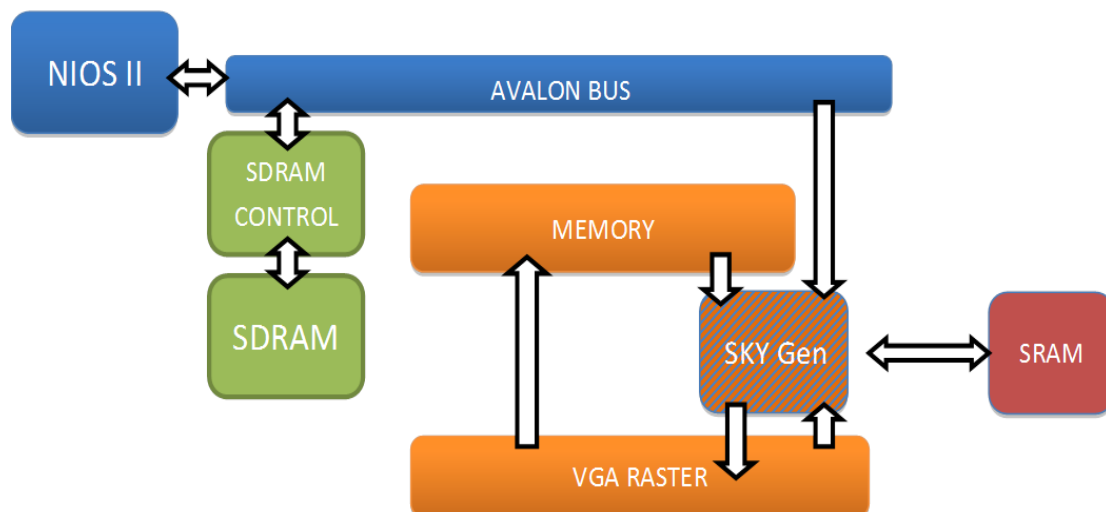 NIOS II
AVALON BUS
SDRAM
CONTROL
MEMORY
SDRAM
SKY Gen
SRAM
VGA RASTER